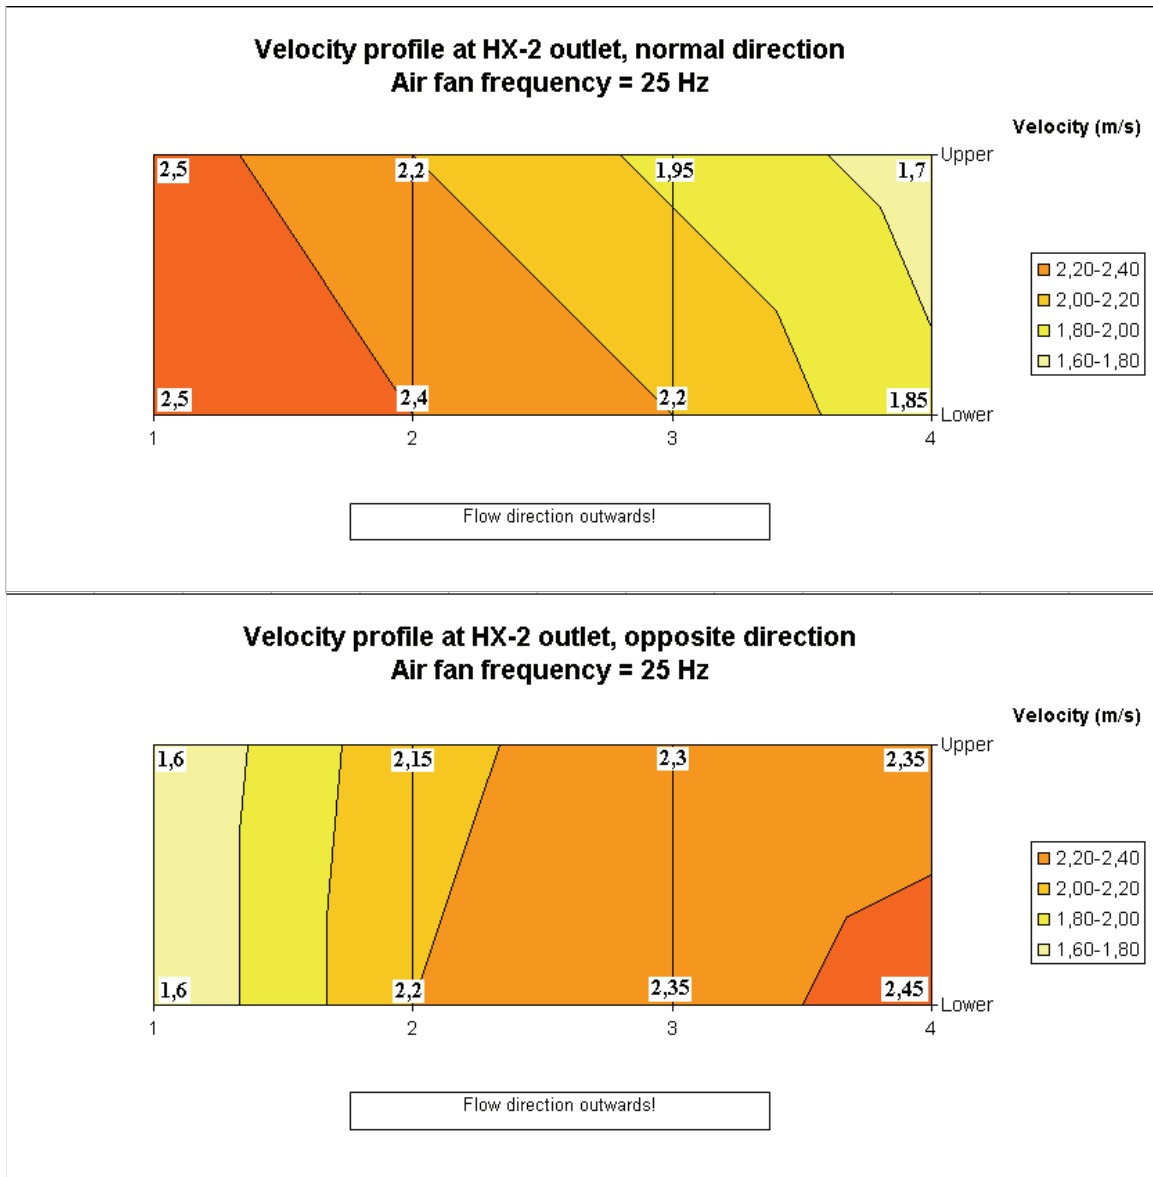 Velocity profile at HX-2 outlet, normal direction
Air fan frequency = 25 Hz
Velocity (m/s)
2,5
2,2
1,95
1,7
Upper
2,20-2,40
2,00-2,20
1,80-2,00
1,60-1,80
2,5
2,4
2,2
1,85
Lower
1
2
3
4
Flow direction outwards!
Velocity profile at HX-2 outlet, opposite direction
Air fan frequency = 25 Hz
Velocity (m/s)
1,6
2,15
2,3
2,35
Upper
2,20-2,40
2,00-2,20
1,80-2,00
1,60-1,80
1,6
2,2
2,35
2,45
Lower
1
2
3
4
Flow direction outwards!